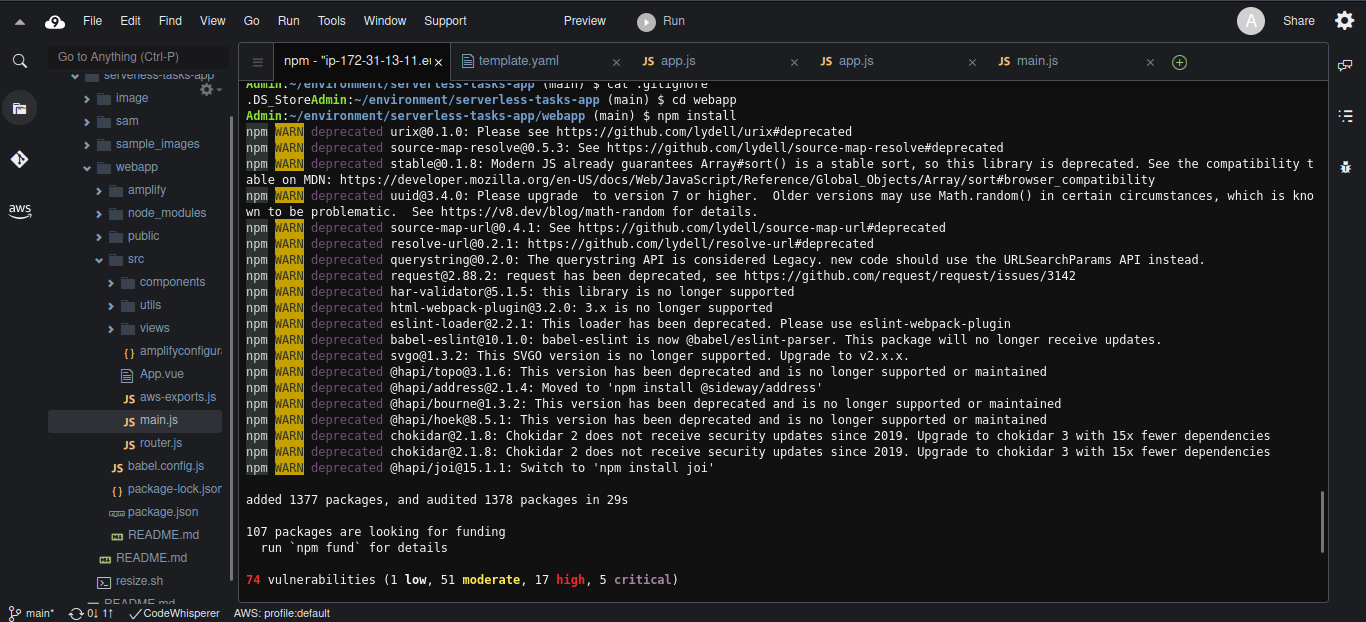 9 File Edit Find View Go Run Tools Window Support Preview Run A Share
Go to Anything (Ctrl-P)
npm - "ip-172-31-13-11.e
template.yaml
app.js
app.js
main.js
serverless-tasks-app
image
sam
sample_images
webapp
amplify
node_modules
public
src
components
utils
views
{ } amplifyconfigur
App.vue
JS aws-exports.js
JS main.js
JS router.js
JS babel.config.js
{ } package-lock.json
package.json
README.md
README.md
resize.sh
README.md
aws
Admin:~/environment/serverless-tasks-app (main) $ cat .gitignore
.DS_StoreAdmin:~/environment/serverless-tasks-app (main) $ cd webapp
Admin:~/environment/serverless-tasks-app/webapp (main) $ npm install
npm WARN deprecated urix@0.1.0: Please see https://github.com/lydell/urix#deprecated
npm WARN deprecated source-map-resolve@0.5.3: See https://github.com/lydell/source-map-resolve#deprecated
npm WARN deprecated stable@0.1.8: Modern JS already guarantees Array#sort() is a stable sort, so this library is deprecated. See the compatibility t
able on MDN: https://developer.mozilla.org/en-US/docs/Web/JavaScript/Reference/Global_Objects/Array/sort#browser_compatibility
npm WARN deprecated uuid@3.4.0: Please upgrade  to version 7 or higher.  Older versions may use Math.random() in certain circumstances, which is kno
wn to be problematic.  See https://v8.dev/blog/math-random for details.
npm WARN deprecated source-map-url@0.4.1: See https://github.com/lydell/source-map-url#deprecated
npm WARN deprecated resolve-url@0.2.1: https://github.com/lydell/resolve-url#deprecated
npm WARN deprecated querystring@0.2.0: The querystring API is considered Legacy. new code should use the URLSearchParams API instead.
npm WARN deprecated request@2.88.2: request has been deprecated, see https://github.com/request/request/issues/3142
npm WARN deprecated har-validator@5.1.5: this library is no longer supported
npm WARN deprecated html-webpack-plugin@3.2.0: 3.x is no longer supported
npm WARN deprecated eslint-loader@2.2.1: This loader has been deprecated. Please use eslint-webpack-plugin
npm WARN deprecated babel-eslint@10.1.0: babel-eslint is now @babel/eslint-parser. This package will no longer receive updates.
npm WARN deprecated svgo@1.3.2: This SVGO version is no longer supported. Upgrade to v2.x.x.
npm WARN deprecated @hapi/topo@3.1.6: This version has been deprecated and is no longer supported or maintained
npm WARN deprecated @hapi/address@2.1.4: Moved to 'npm install @sideway/address'
npm WARN deprecated @hapi/bourne@1.3.2: This version has been deprecated and is no longer supported or maintained
npm WARN deprecated @hapi/hoek@8.5.1: This version has been deprecated and is no longer supported or maintained
npm WARN deprecated chokidar@2.1.8: Chokidar 2 does not receive security updates since 2019. Upgrade to chokidar 3 with 15x fewer dependencies
npm WARN deprecated chokidar@2.1.8: Chokidar 2 does not receive security updates since 2019. Upgrade to chokidar 3 with 15x fewer dependencies
npm WARN deprecated @hapi/joi@15.1.1: Switch to 'npm install joi'
added 1377 packages, and audited 1378 packages in 29s
107 packages are looking for funding
run `npm fund` for details
74 vulnerabilities (1 low, 51 moderate, 17 high, 5 critical)
main* 0↓ 1↑ CodeWhisperer AWS: profile:default